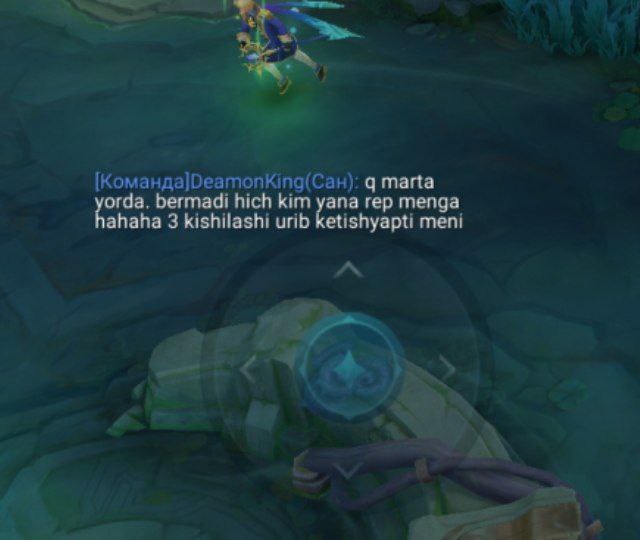 [Команда]DeamonKing(Сан): q marta
yorda. bermadi hich kim yana rep menga
hahaha 3 kishilashi urib ketishyapti meni